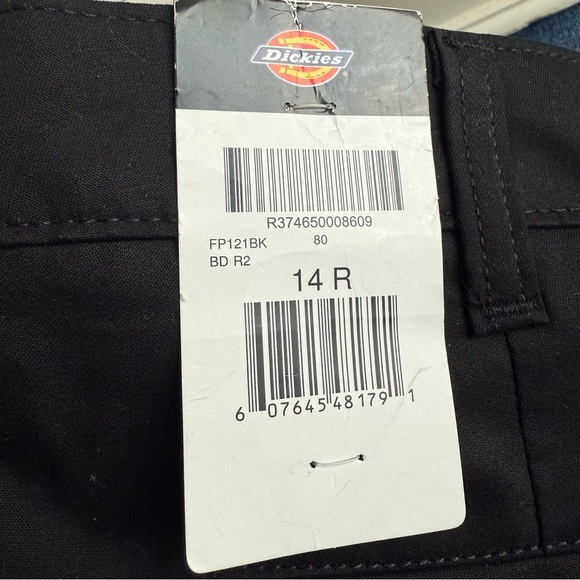 Dickies
R374650008609
FP121BK 80
BD R2
14 R
6 07645 48179 1